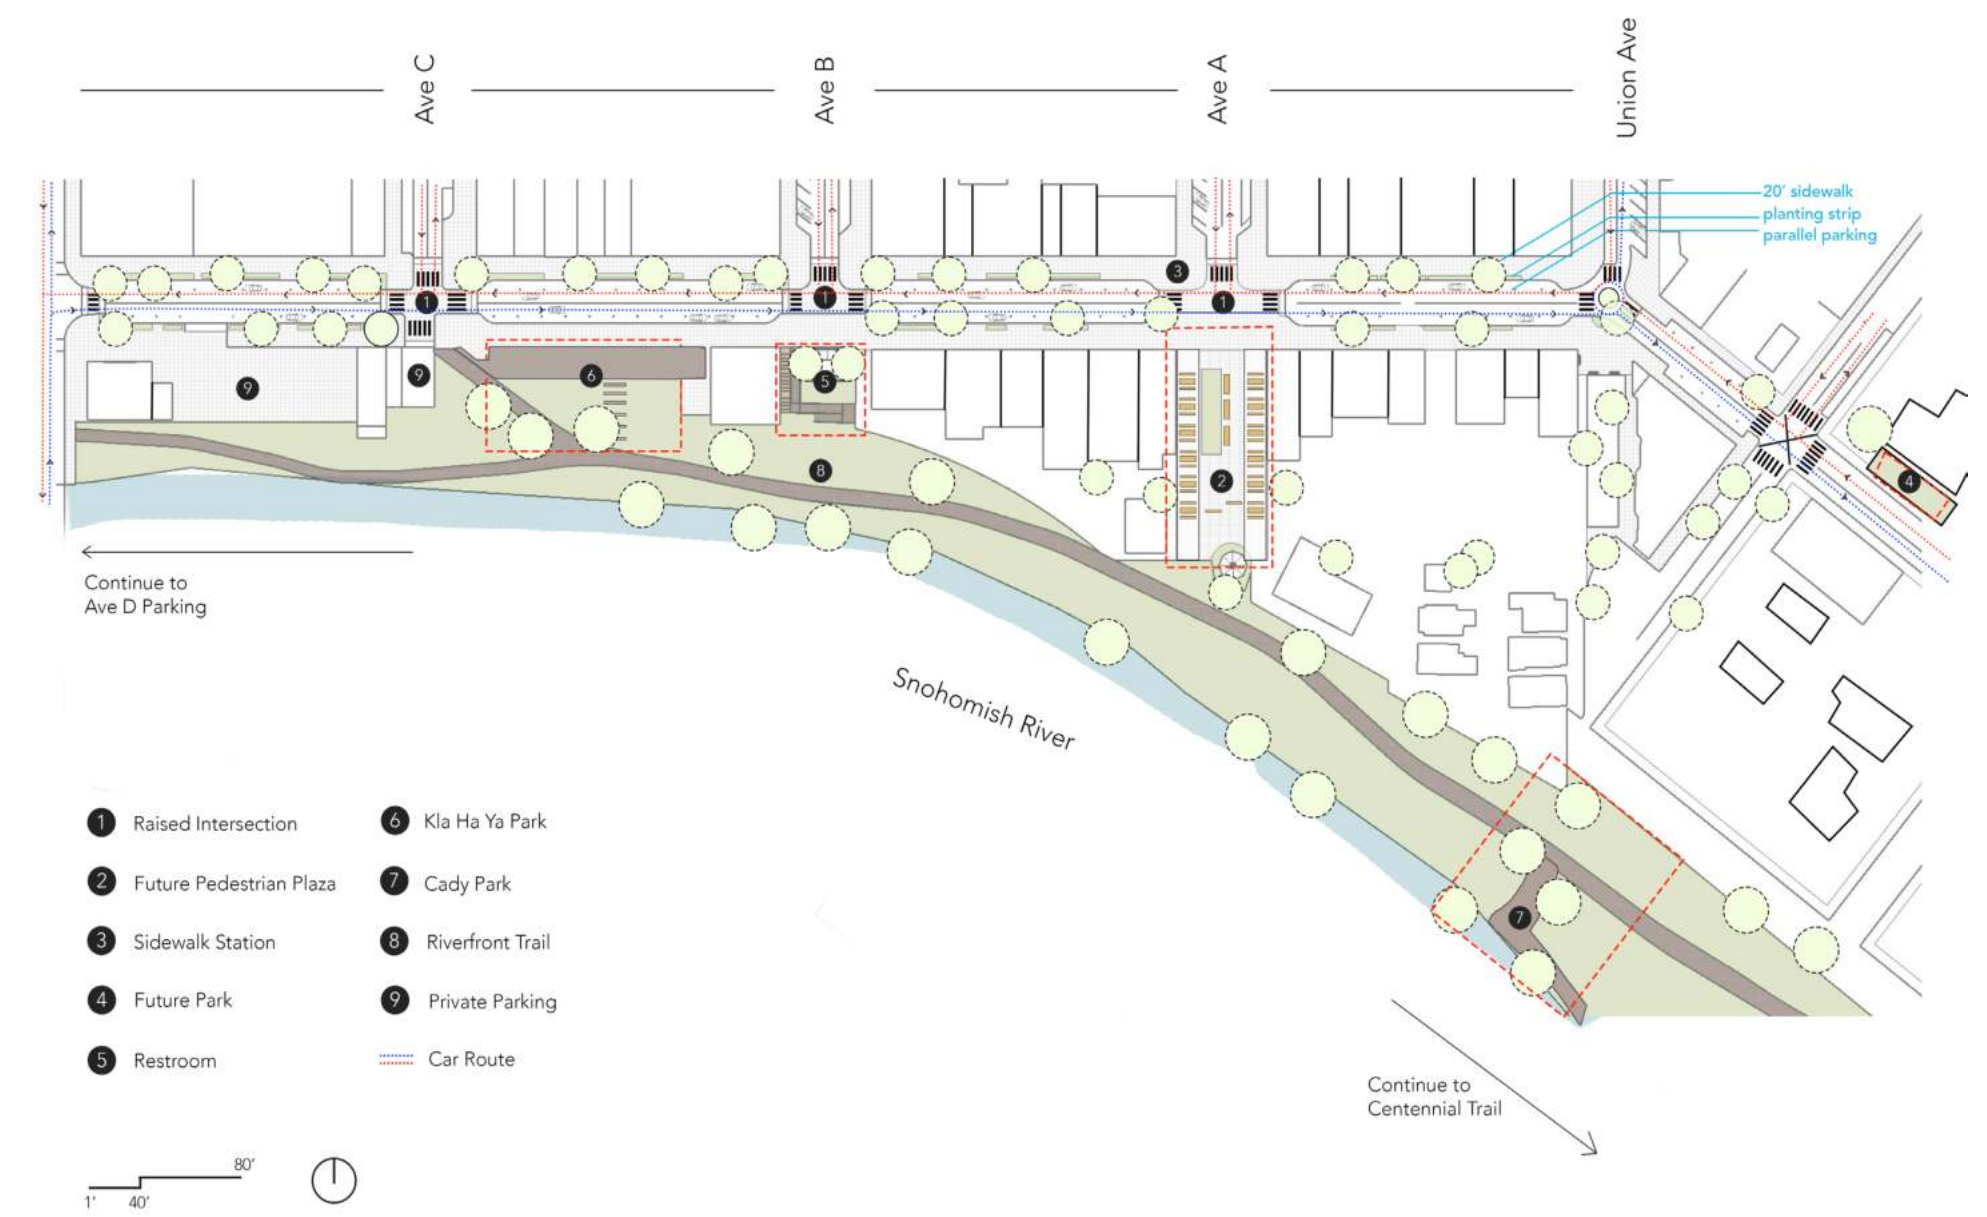 Ave C
Ave B
Ave A
Union Ave
20' sidewalk
planting strip
parallel parking
1
1
3
1
9
9
6
5
8
2
4
7
Continue to
Ave D Parking
Snohomish River
1 Raised Intersection
2 Future Pedestrian Plaza
3 Sidewalk Station
4 Future Park
5 Restroom
6 Kla Ha Ya Park
7 Cady Park
8 Riverfront Trail
9 Private Parking
Car Route
Continue to
Centennial Trail
80'
1' 40'